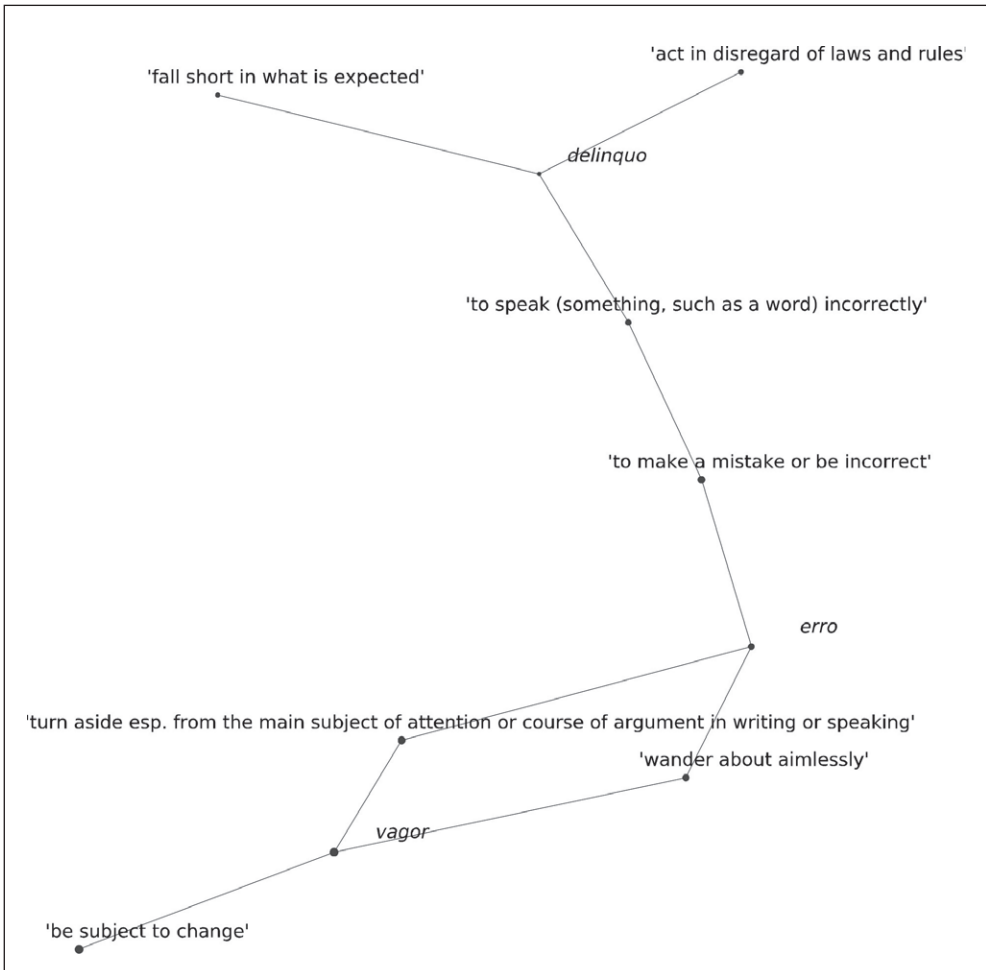 'act in disregard of laws and rules'
'fall short in what is expected'
delinquo
'to speak (something, such as a word) incorrectly'
'to make a mistake or be incorrect'
erro
'turn aside esp. from the main subject of attention or course of argument in writing or speaking'
'wander about aimlessly'
vagor
'be subject to change'